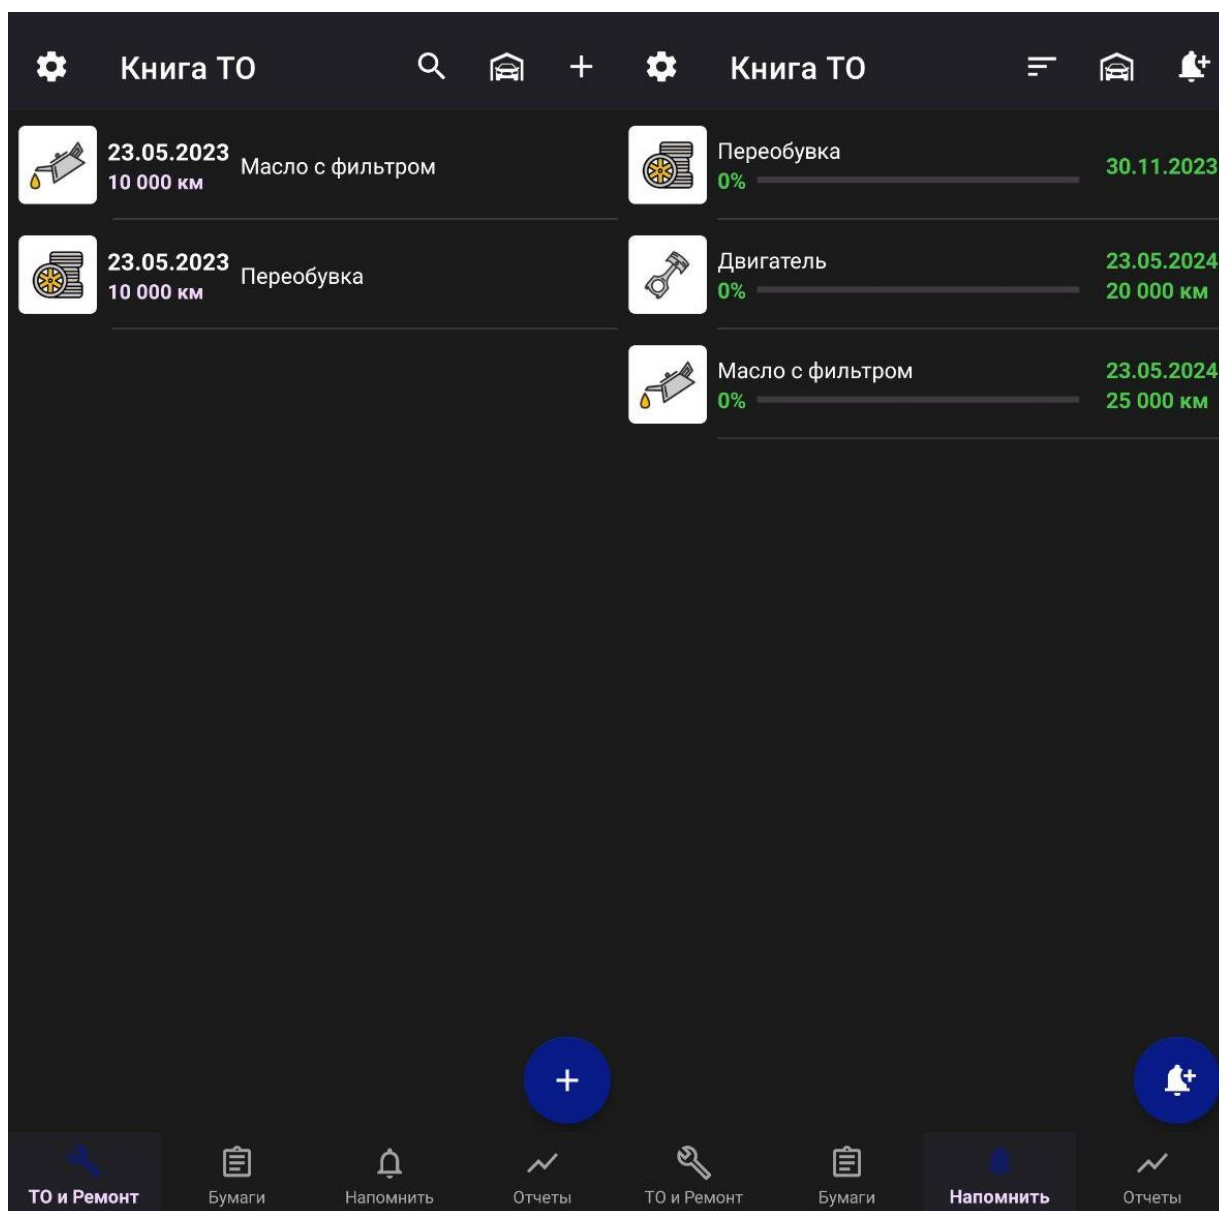 Книга ТО
23.05.2023
10 000 км
Масло с фильтром
23.05.2023
10 000 км
Переобувка
ТО и Ремонт
Бумаги
Напомнить
Отчеты
Книга ТО
Переобувка
0%
30.11.2023
Двигатель
0%
23.05.2024
20 000 км
Масло с фильтром
0%
23.05.2024
25 000 км
ТО и Ремонт
Бумаги
Напомнить
Отчеты